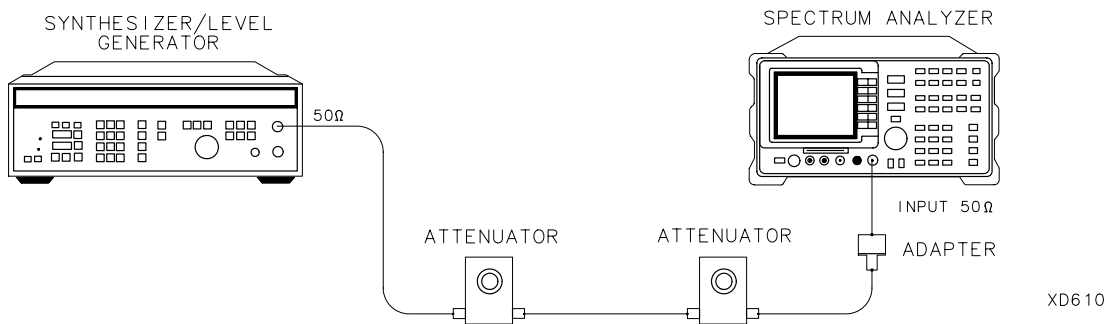 SYNTHESIZER/LEVEL
GENERATOR
SPECTRUM ANALYZER
50Ω
INPUT 50Ω
ATTENUATOR
ATTENUATOR
ADAPTER
XD610